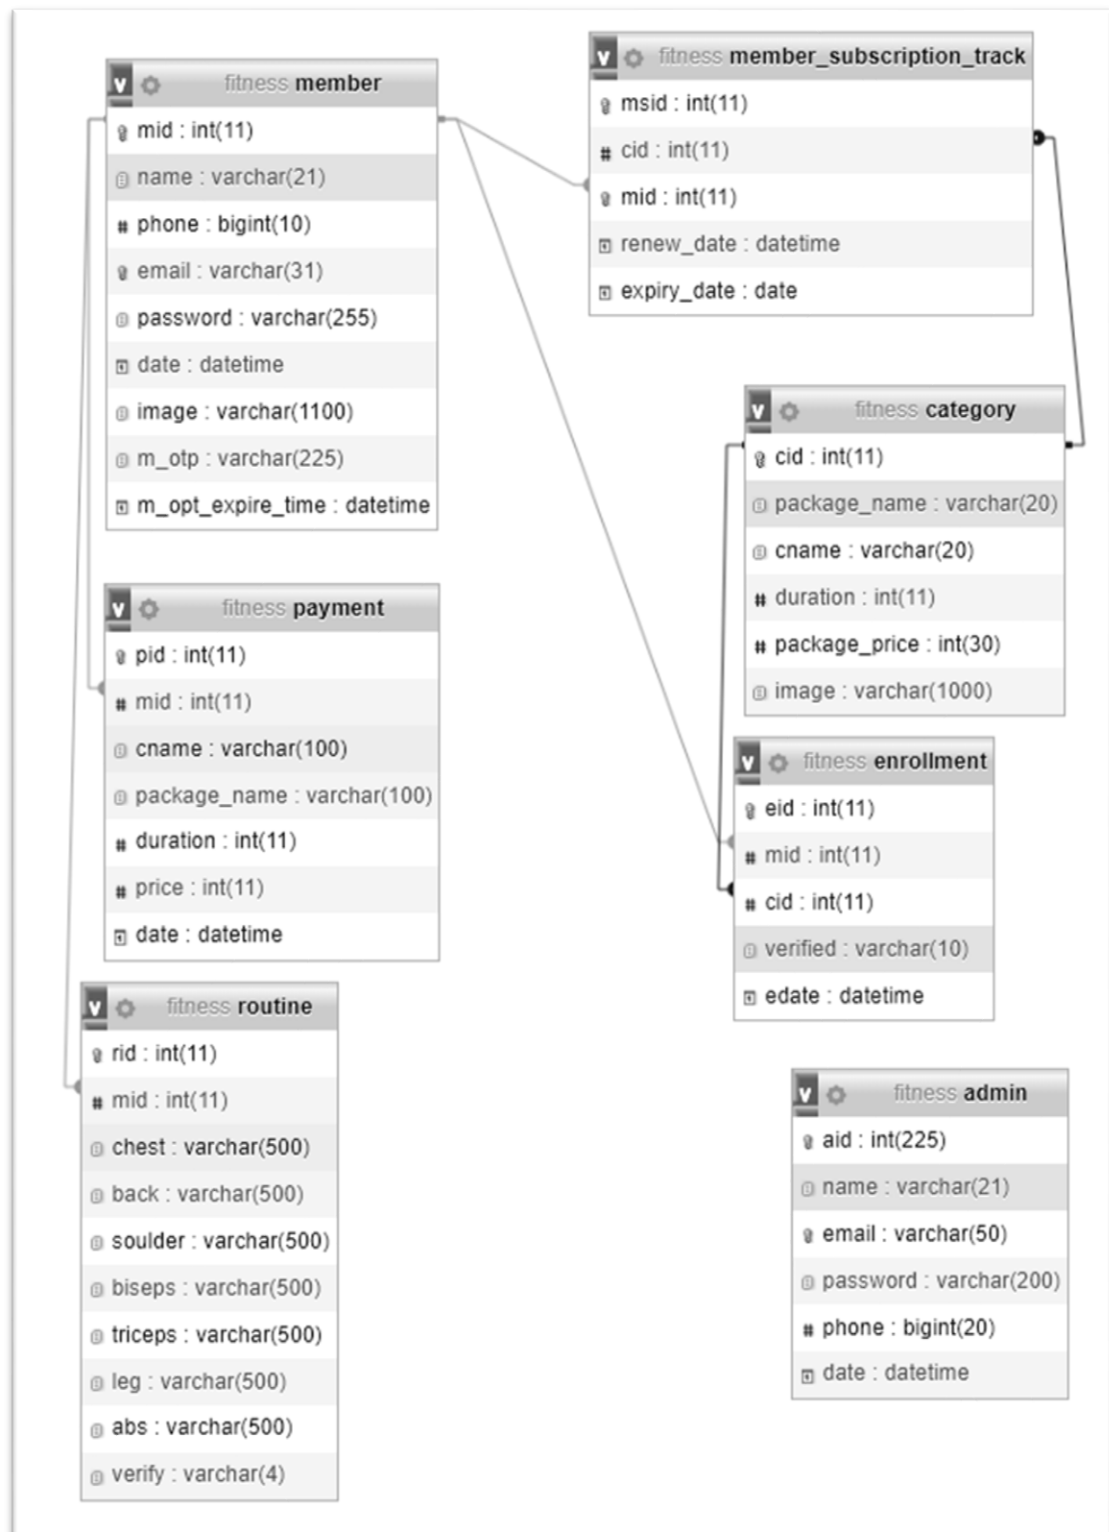 fitness member
mid : int(11)
name : varchar(21)
phone : bigint(10)
email : varchar(31)
password : varchar(255)
date : datetime
image : varchar(1100)
m_otp : varchar(225)
m_opt_expire_time : datetime
fitness member_subscription_track
msid : int(11)
cid : int(11)
mid : int(11)
renew_date : datetime
expiry_date : date
fitness category
cid : int(11)
package_name : varchar(20)
cname : varchar(20)
duration : int(11)
package_price : int(30)
image : varchar(1000)
fitness payment
pid : int(11)
mid : int(11)
cname : varchar(100)
package_name : varchar(100)
duration : int(11)
price : int(11)
date : datetime
fitness enrollment
eid : int(11)
mid : int(11)
cid : int(11)
verified : varchar(10)
edate : datetime
fitness routine
rid : int(11)
mid : int(11)
chest : varchar(500)
back : varchar(500)
soulder : varchar(500)
biseps : varchar(500)
triceps : varchar(500)
leg : varchar(500)
abs : varchar(500)
verify : varchar(4)
fitness admin
aid : int(225)
name : varchar(21)
email : varchar(50)
password : varchar(200)
phone : bigint(20)
date : datetime